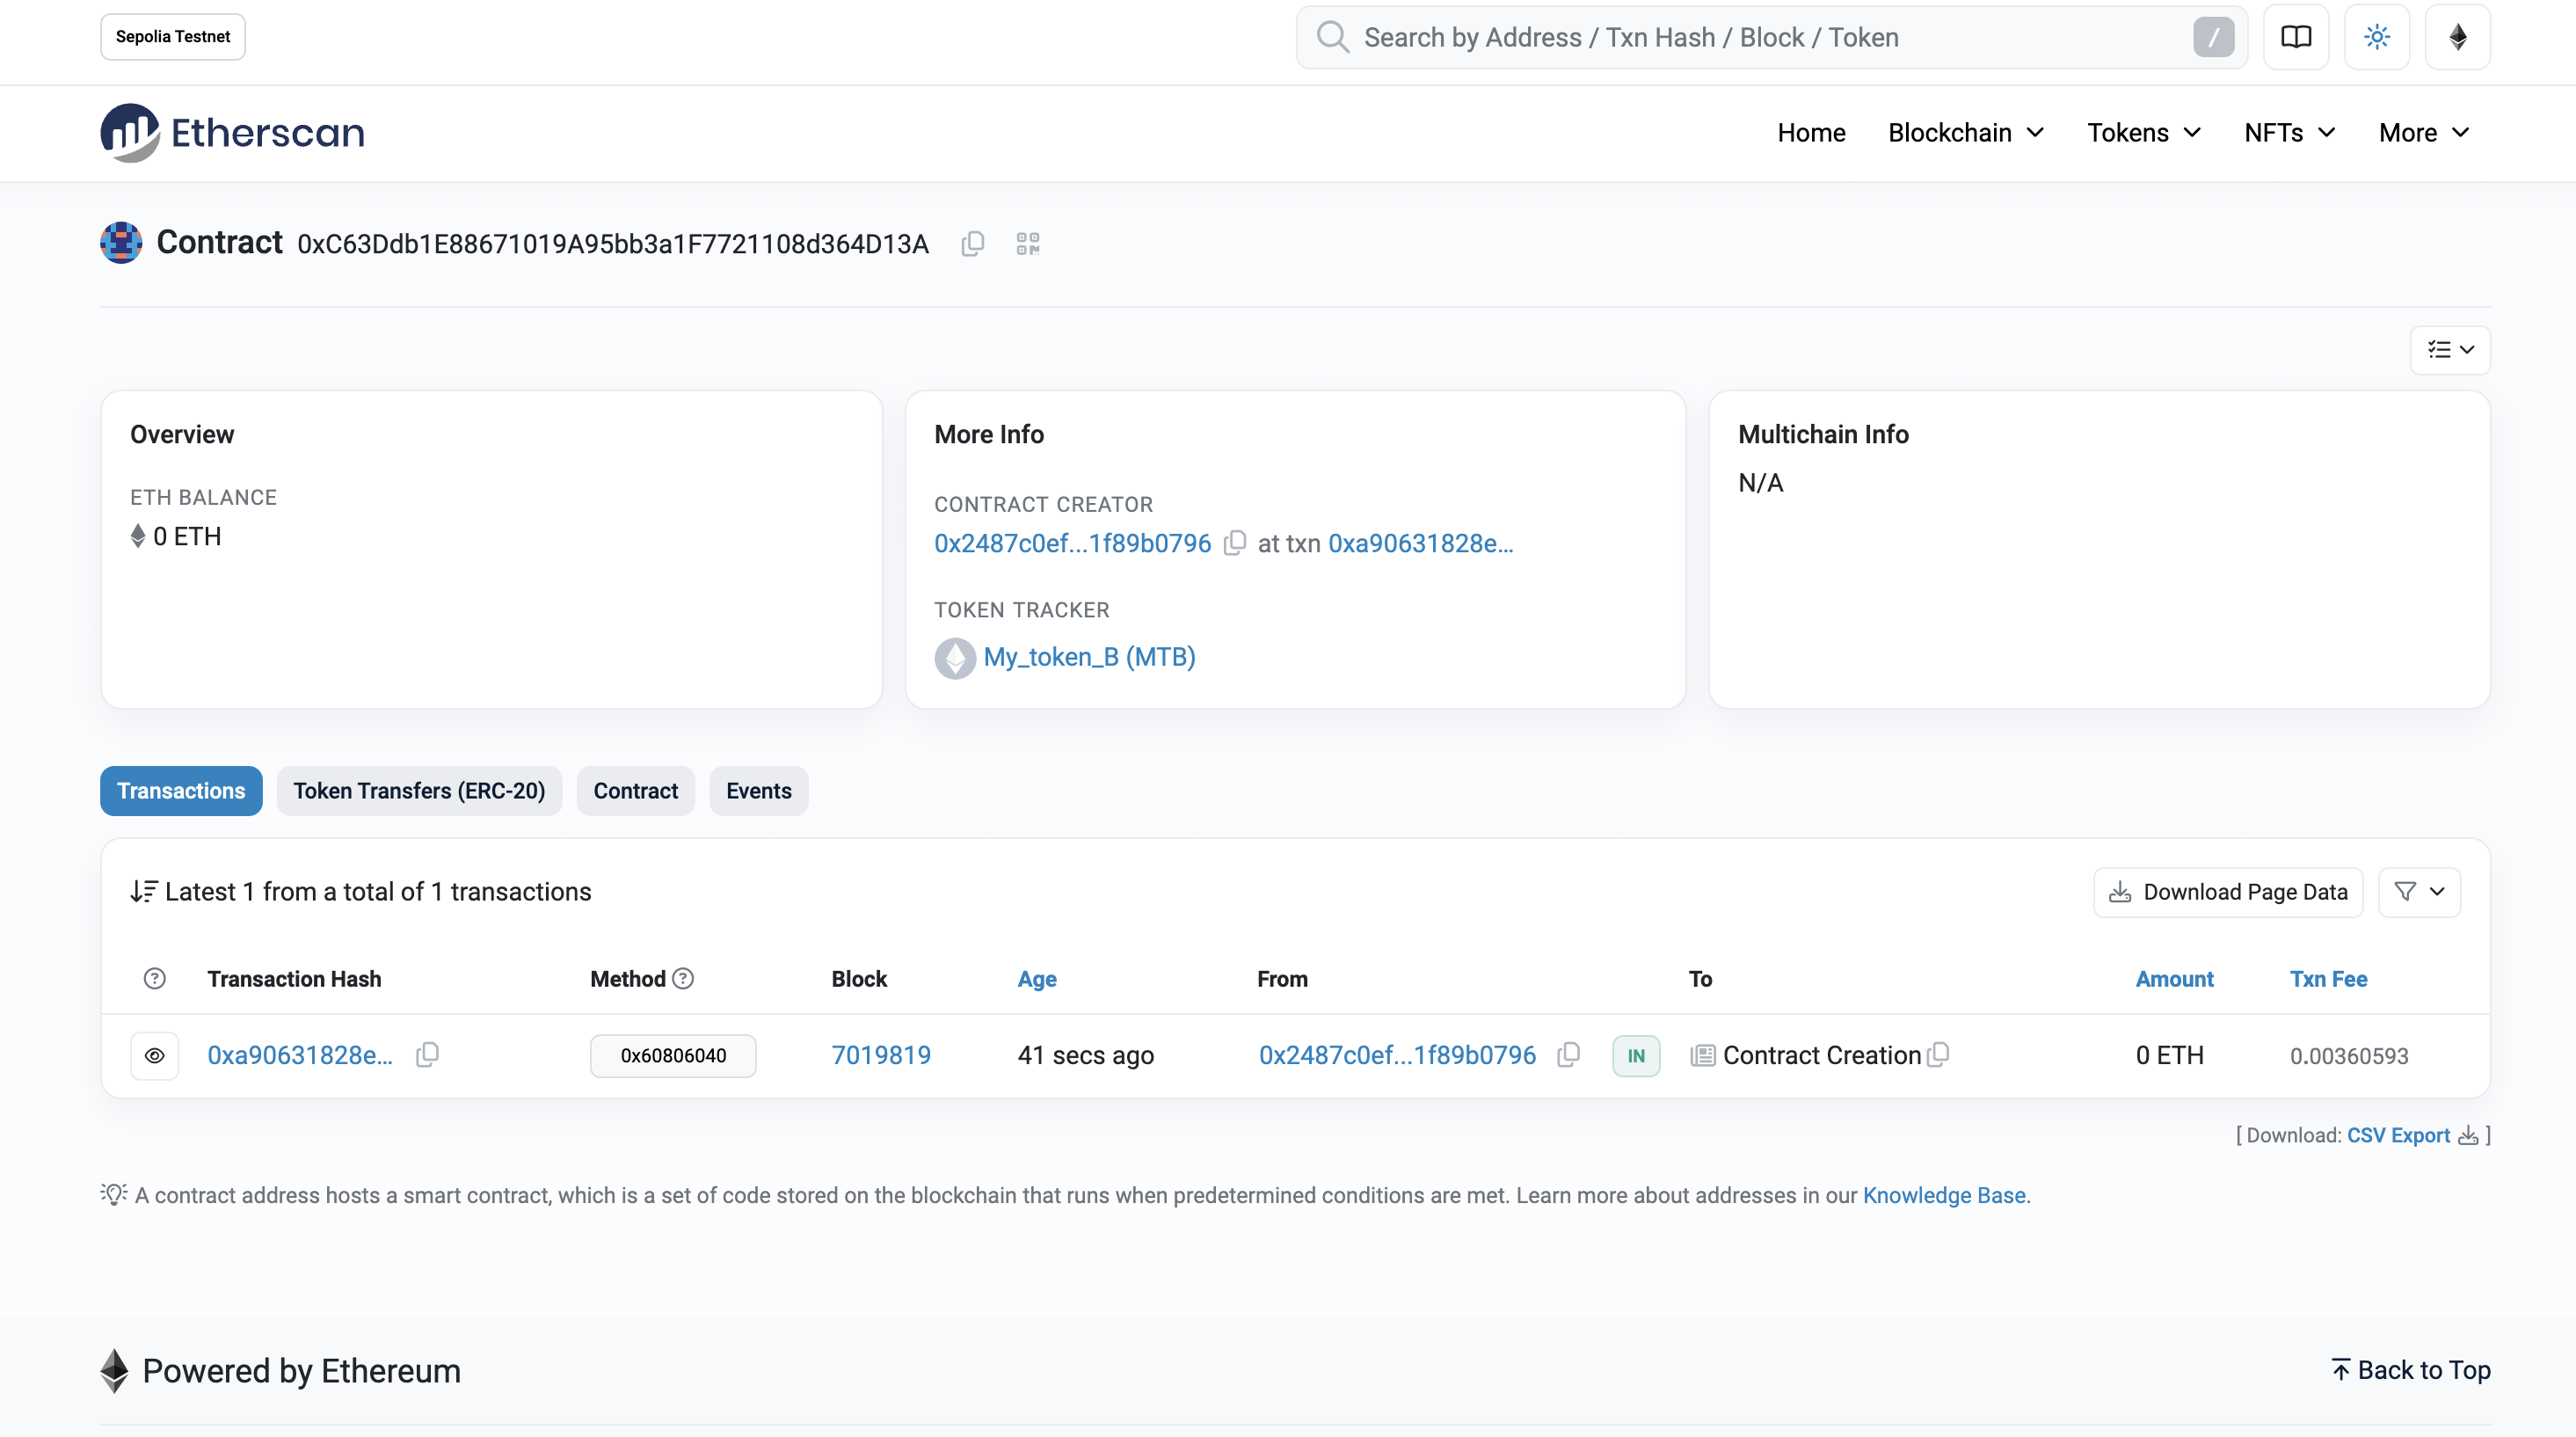 Sepolia Testnet
Search by Address / Txn Hash / Block / Token /
Etherscan
Home Blockchain Tokens NFTs More
Contract 0xC63Ddb1E88671019A95bb3a1F7721108d364D13A
Overview
ETH BALANCE
0 ETH
More Info
CONTRACT CREATOR
0x2487c0ef...1f89b0796 at txn 0xa90631828e...
TOKEN TRACKER
My_token_B (MTB)
Multichain Info
N/A
Transactions Token Transfers (ERC-20) Contract Events
Latest 1 from a total of 1 transactions
Download Page Data
? Transaction Hash Method ? Block Age From To Amount Txn Fee
0xa90631828e... 0x60806040 7019819 41 secs ago 0x2487c0ef...1f89b0796 IN Contract Creation 0 ETH 0.00360593
[ Download: CSV Export ]
A contract address hosts a smart contract, which is a set of code stored on the blockchain that runs when predetermined conditions are met. Learn more about addresses in our Knowledge Base.
Powered by Ethereum
Back to Top